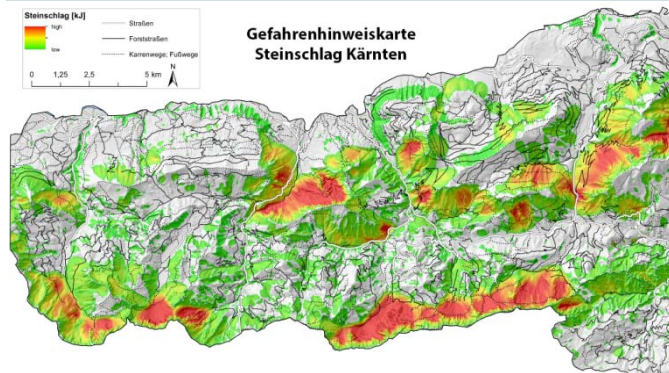 Steinschlag [kJ]
high
low
Straßen
Forststraßen
Karrenwege; Fußwege
0 1,25 2,5 5 km
N
Gefahrenhinweiskarte
Steinschlag Kärnten